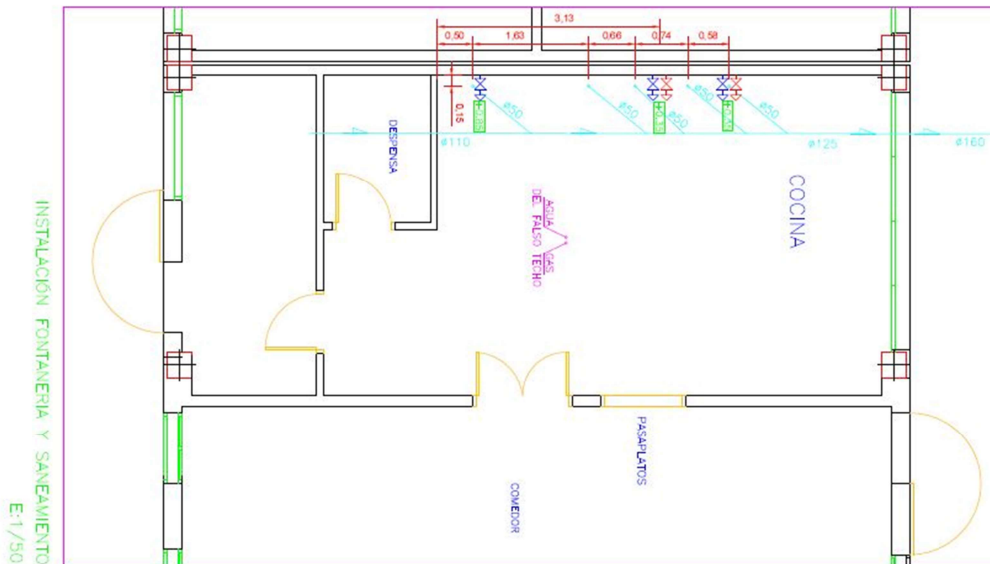 3,13
0,50
1,63
0,66
0,74
0,58
0,15
ø50
ø50
ø50
ø50
ø50
ø110
ø125
ø160
DESPENSA
COCINA
AGUA
GAS
DEL FALSO TECHO
PASAPLATOS
COMEDOR
INSTALACIÓN FONTANERIA Y SANEAMIENTO
E:1/50